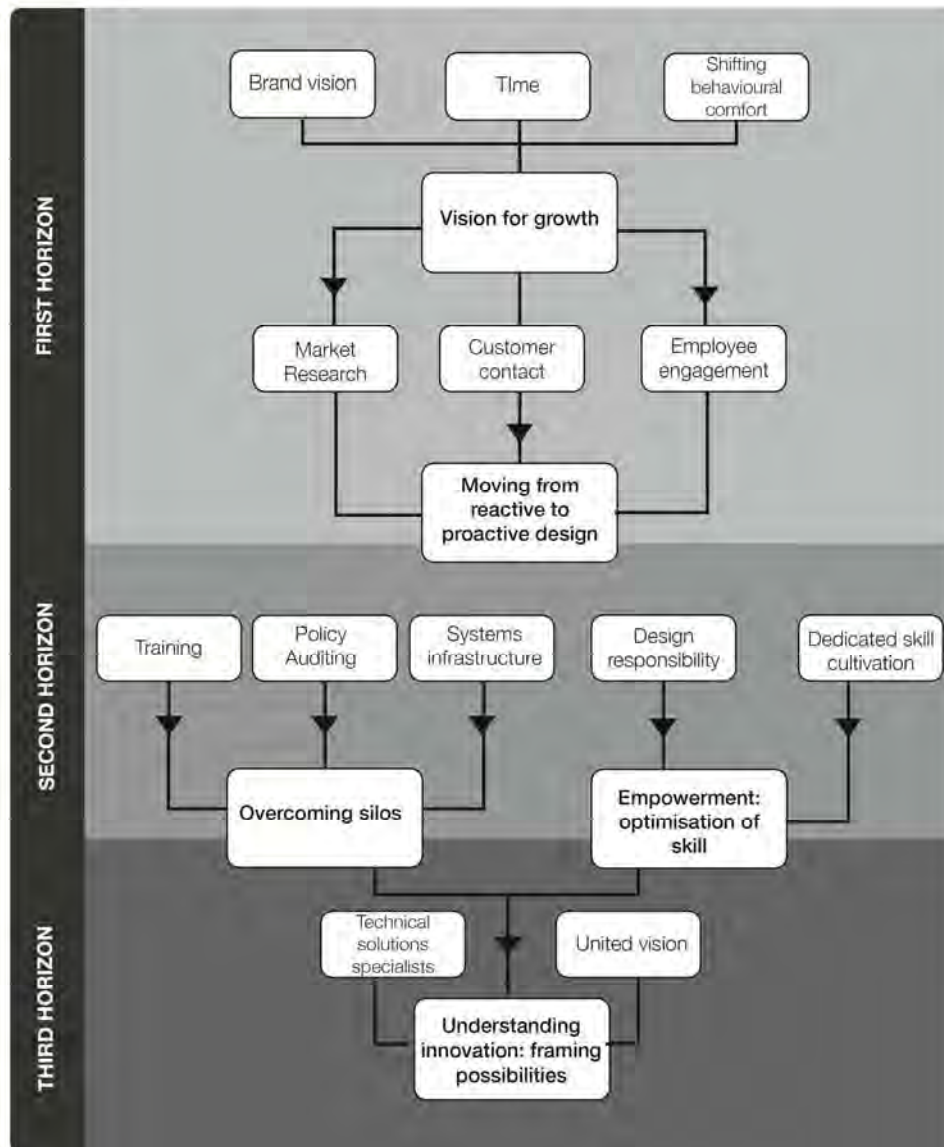 FIRST HORIZON
Brand vision
TIme
Shifting
behavioural
comfort
Vision for growth
Market
Research
Customer
contact
Employee
engagement
Moving from
reactive to
proactive design
SECOND HORIZON
Training
Policy
Auditing
Systems
infrastructure
Design
responsibility
Dedicated skill
cultivation
Overcoming silos
Empowerment:
optimisation of
skill
THIRD HORIZON
Technical
solutions
specialists
United vision
Understanding
innovation: framing
possibilities